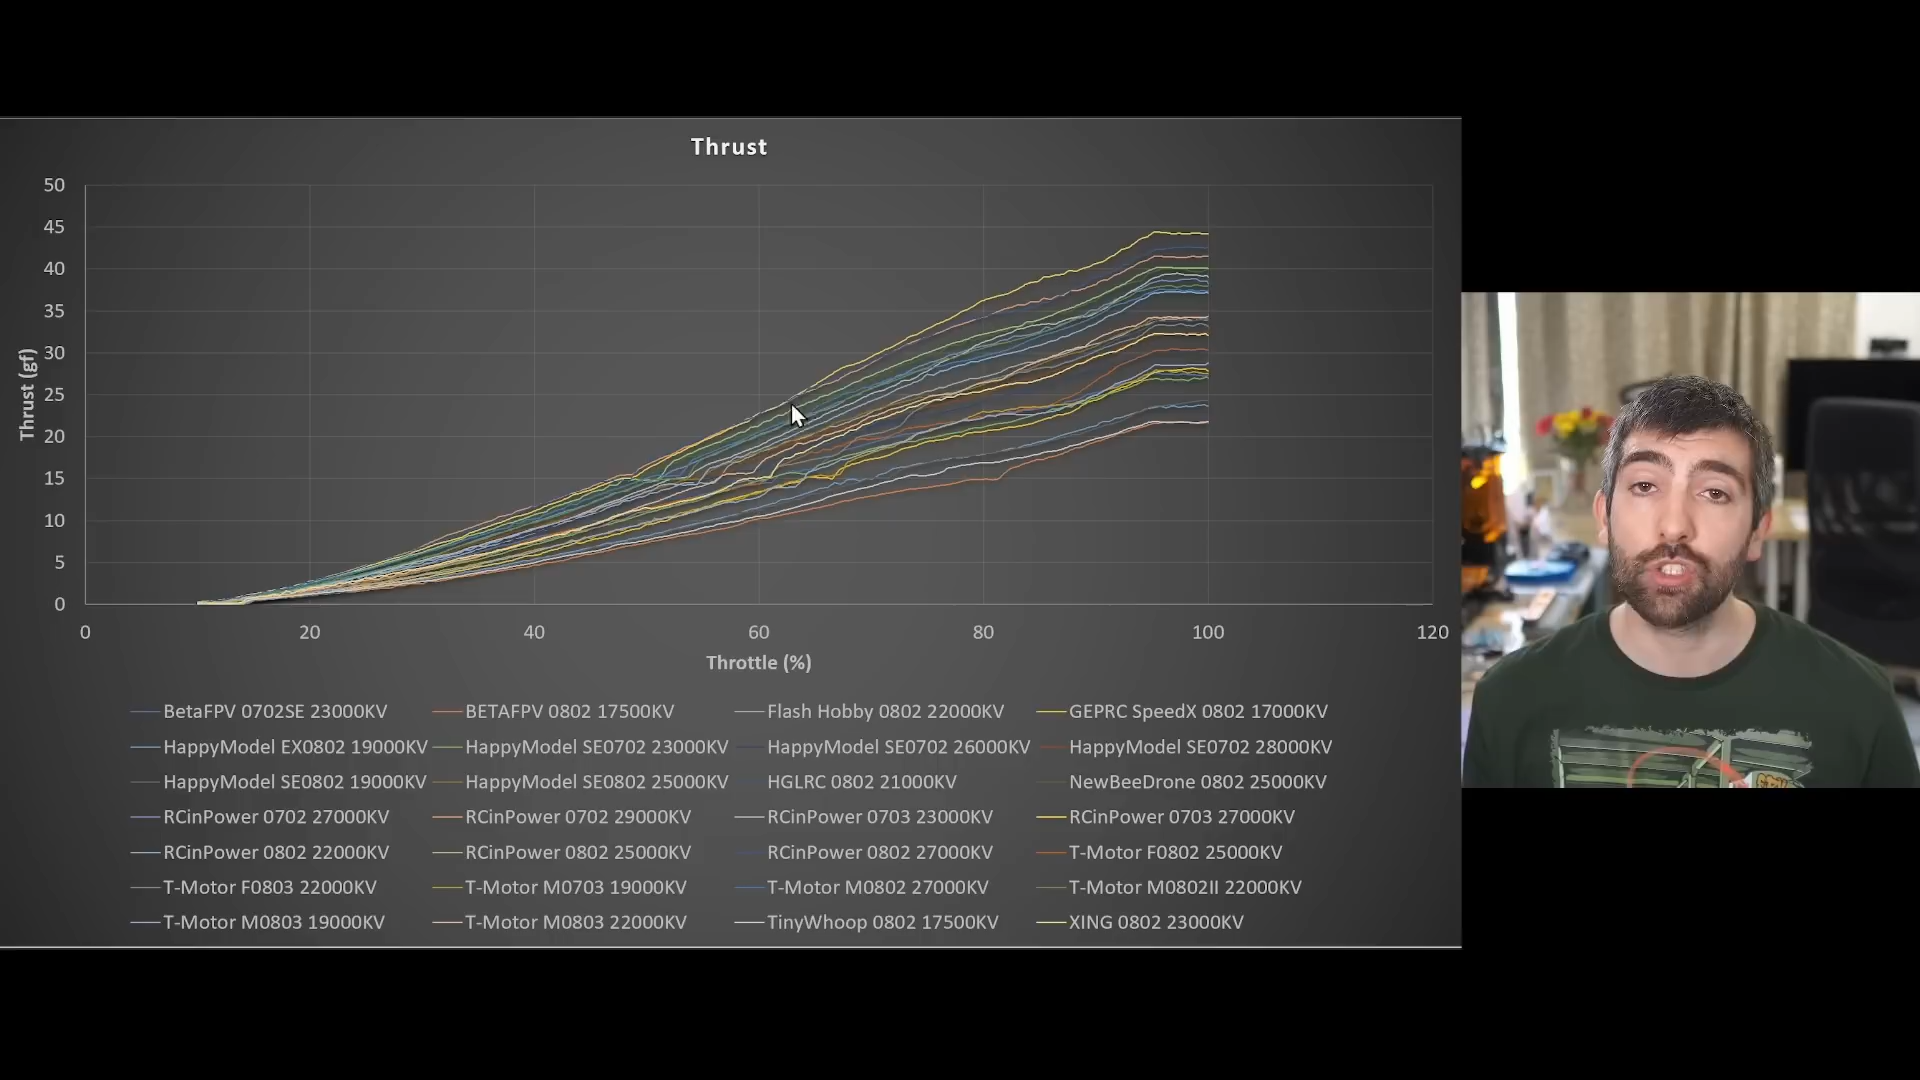 Thrust
50
45
40
35
30
25
20
15
10
5
0
Thrust (gf)
0 20 40 60 80 100 120
Throttle (%)
BetaFPV 0702SE 23000KV BETAFPV 0802 17500KV Flash Hobby 0802 22000KV GEPRC SpeedX 0802 17000KV
HappyModel EX0802 19000KV HappyModel SE0702 23000KV HappyModel SE0702 26000KV HappyModel SE0702 28000KV
HappyModel SE0802 19000KV HappyModel SE0802 25000KV HGLRC 0802 21000KV NewBeeDrone 0802 25000KV
RCinPower 0702 27000KV RCinPower 0702 29000KV RCinPower 0703 23000KV RCinPower 0703 27000KV
RCinPower 0802 22000KV RCinPower 0802 25000KV RCinPower 0802 27000KV T-Motor F0802 25000KV
T-Motor F0803 22000KV T-Motor M0703 19000KV T-Motor M0802 27000KV T-Motor M0802II 22000KV
T-Motor M0803 19000KV T-Motor M0803 22000KV TinyWhoop 0802 17500KV XING 0802 23000KV